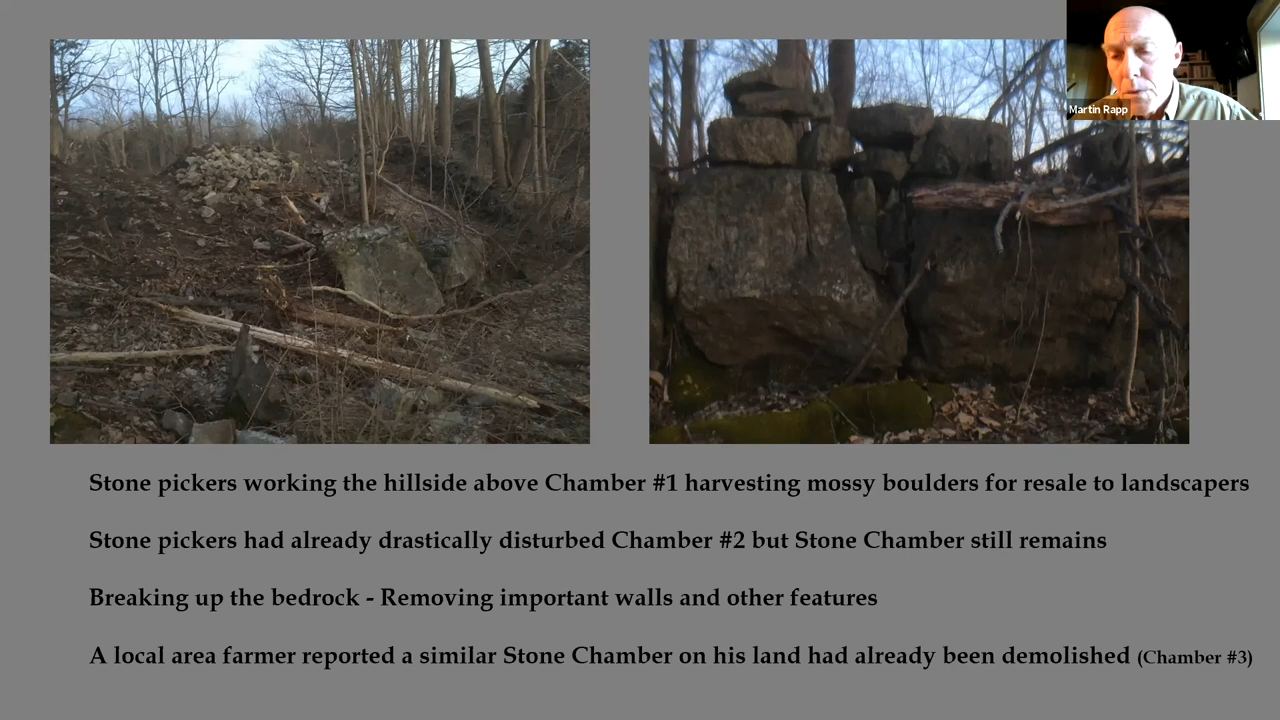 Martin Rapp
Stone pickers working the hillside above Chamber #1 harvesting mossy boulders for resale to landscapers
Stone pickers had already drastically disturbed Chamber #2 but Stone Chamber still remains
Breaking up the bedrock - Removing important walls and other features
A local area farmer reported a similar Stone Chamber on his land had already been demolished (Chamber #3)